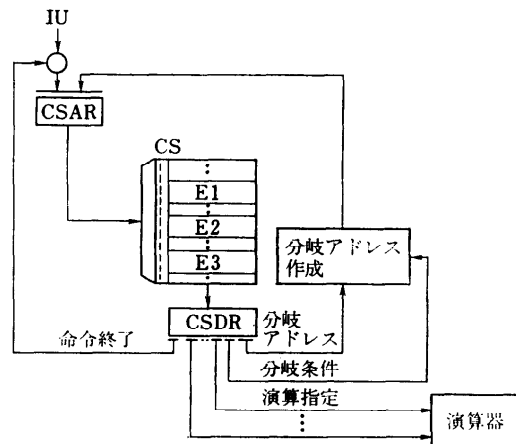 IU
CSAR
CS
E1
E2
E3
分岐アドレス
作成
CSDR
分岐
アドレス
命令終了
分岐条件
演算指定
演算器